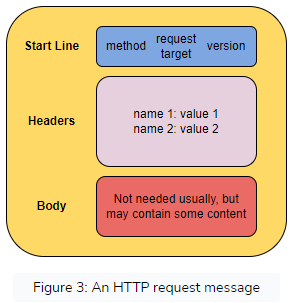 Start Line
method request target version
Headers
name 1: value 1
name 2: value 2
Body
Not needed usually, but
may contain some content
Figure 3: An HTTP request message